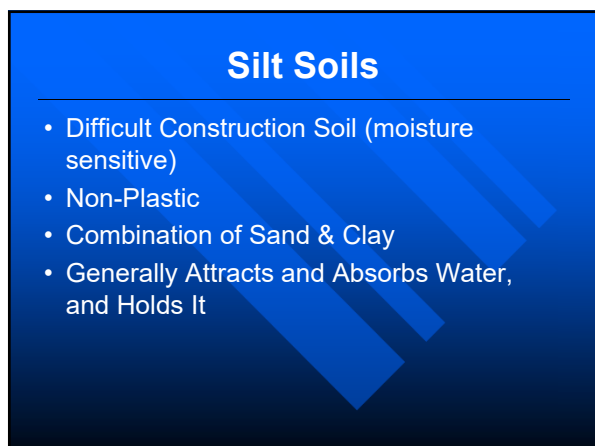 Silt Soils
• Difficult Construction Soil (moisture
sensitive)
• Non-Plastic
• Combination of Sand & Clay
• Generally Attracts and Absorbs Water,
and Holds It